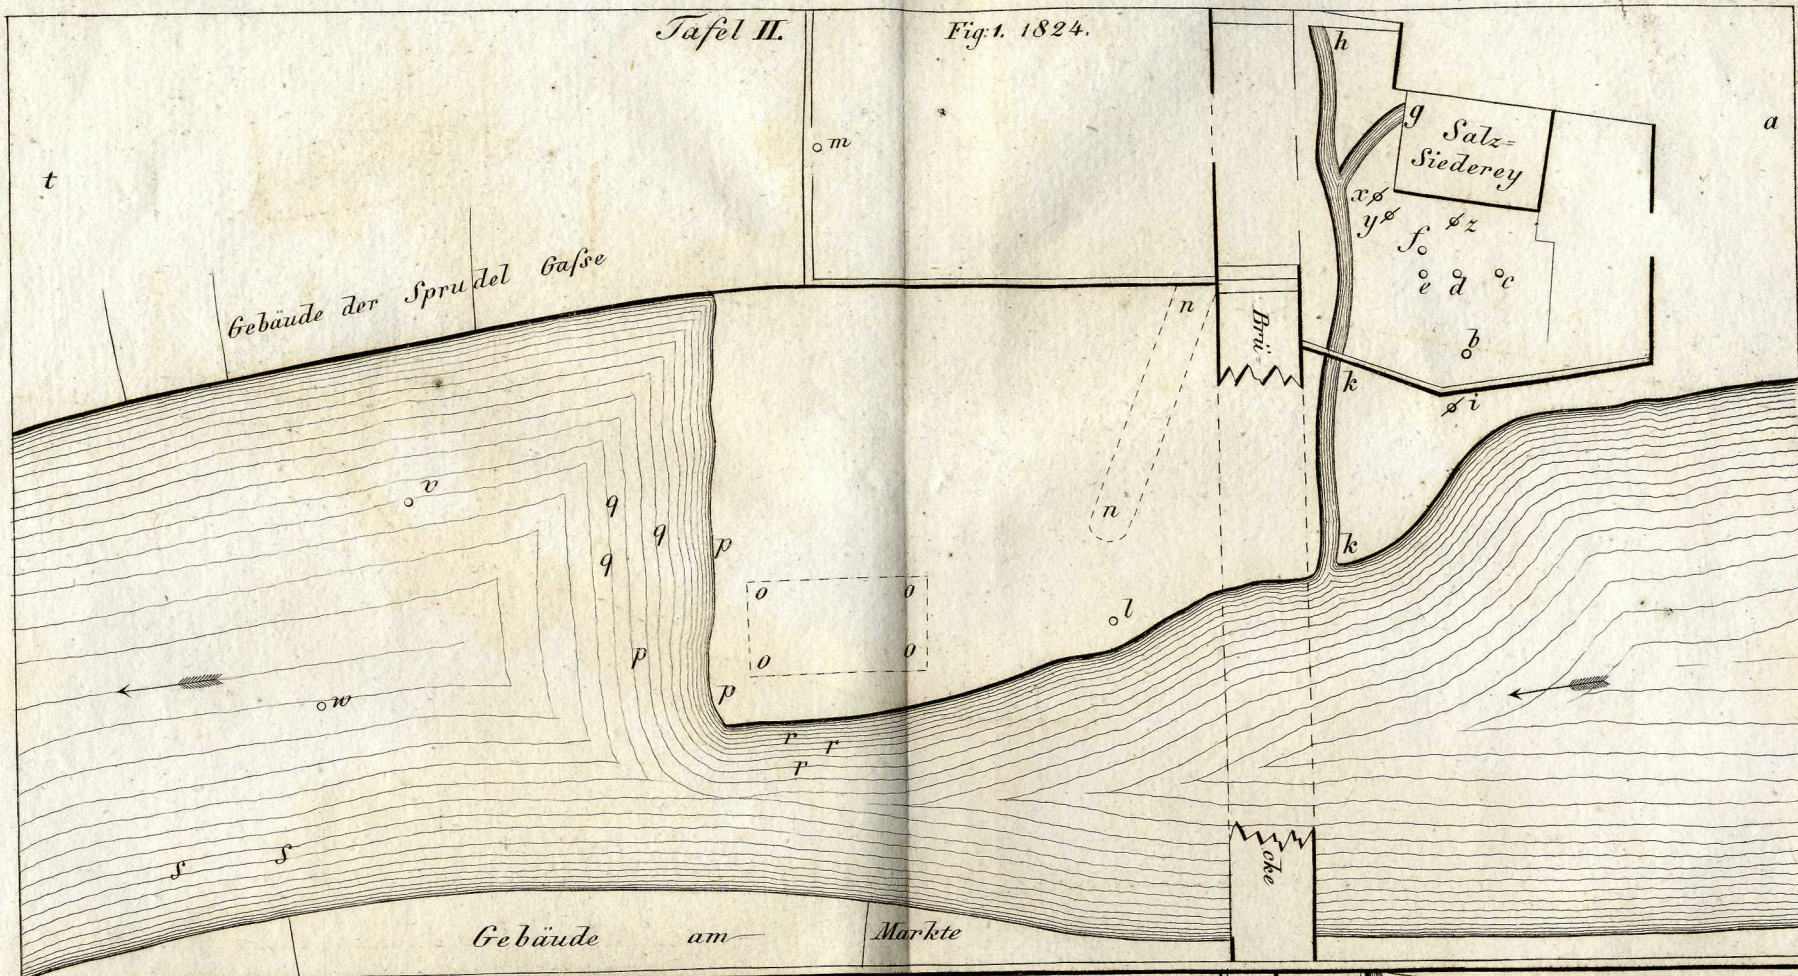 Tafel II.
Fig: 1. 1824.
h
g
Salz=
Siederey
a
m
t
x
y
z
f
e d c
Gebäude der Sprudel Gaſse
n
Brü=
b
k
i
v
q
q
q
n
p
k
o o
l
o o
p
p
w
r r
r
s s
cke
Gebäude am Markte